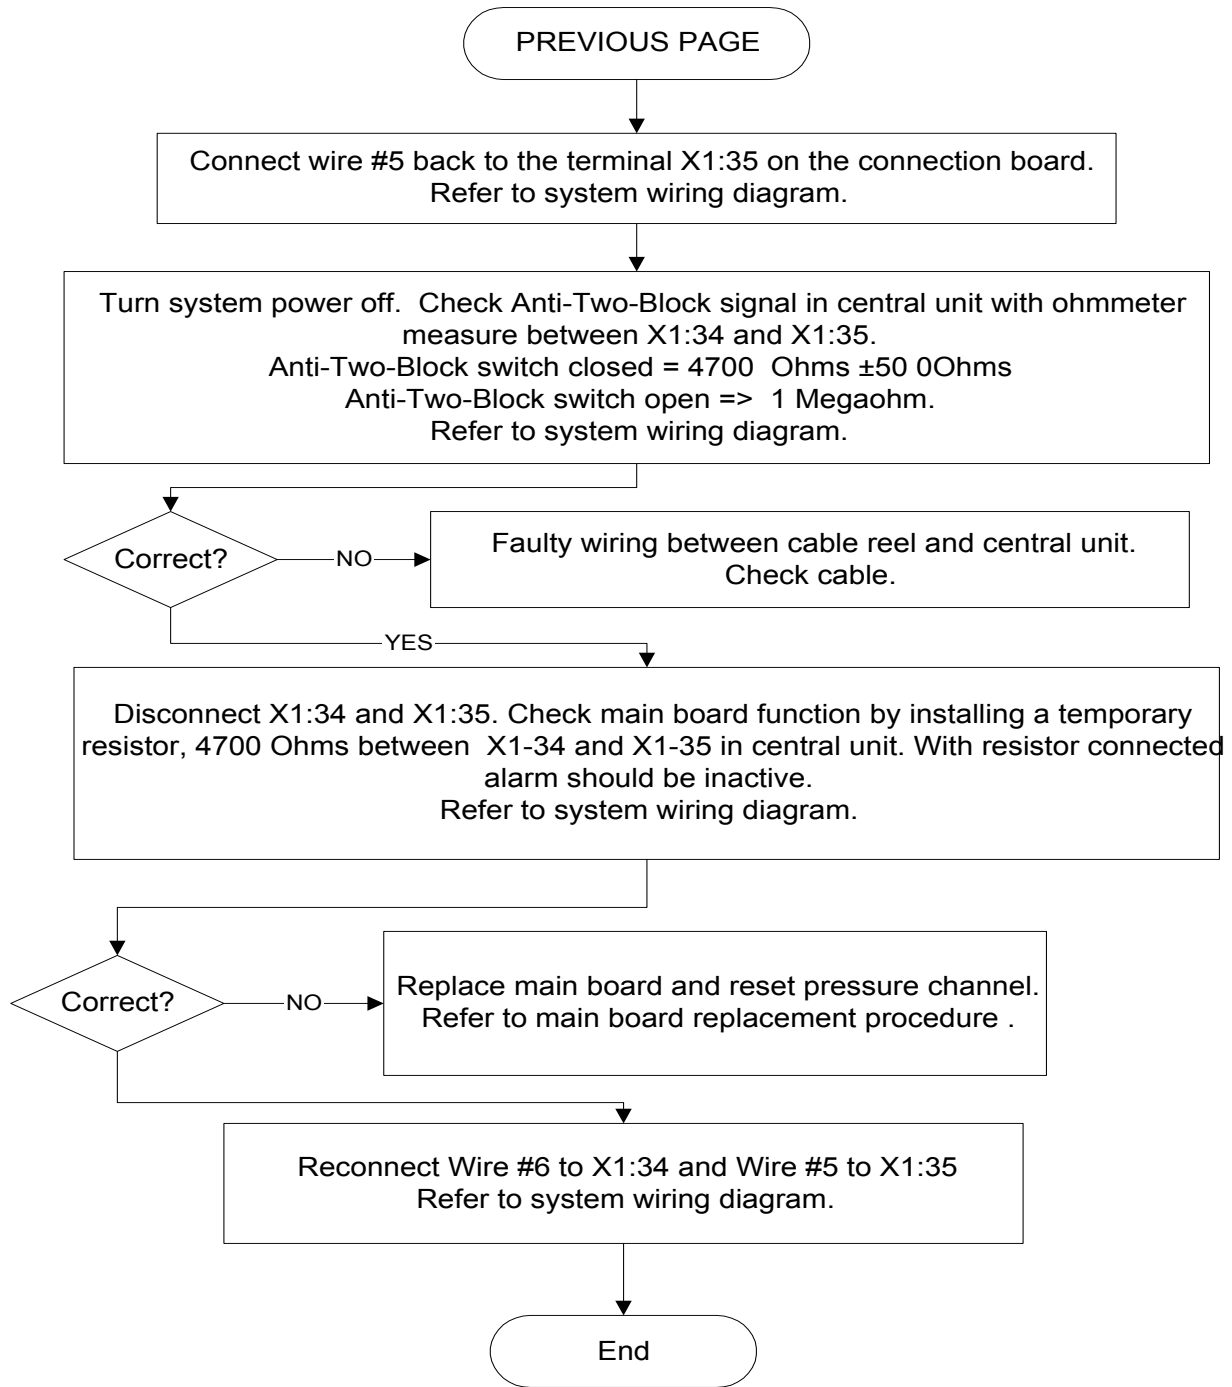 PREVIOUS PAGE
Connect wire #5 back to the terminal X1:35 on the connection board.
Refer to system wiring diagram.
Turn system power off.  Check Anti-Two-Block signal in central unit with ohmmeter
measure between X1:34 and X1:35.
Anti-Two-Block switch closed = 4700  Ohms ±50 0Ohms
Anti-Two-Block switch open =>  1 Megaohm.
Refer to system wiring diagram.
Correct?
NO
Faulty wiring between cable reel and central unit.
Check cable.
YES
Disconnect X1:34 and X1:35. Check main board function by installing a temporary
resistor, 4700 Ohms between  X1-34 and X1-35 in central unit. With resistor connected
alarm should be inactive.
Refer to system wiring diagram.
Correct?
NO
Replace main board and reset pressure channel.
Refer to main board replacement procedure .
Reconnect Wire #6 to X1:34 and Wire #5 to X1:35
Refer to system wiring diagram.
End